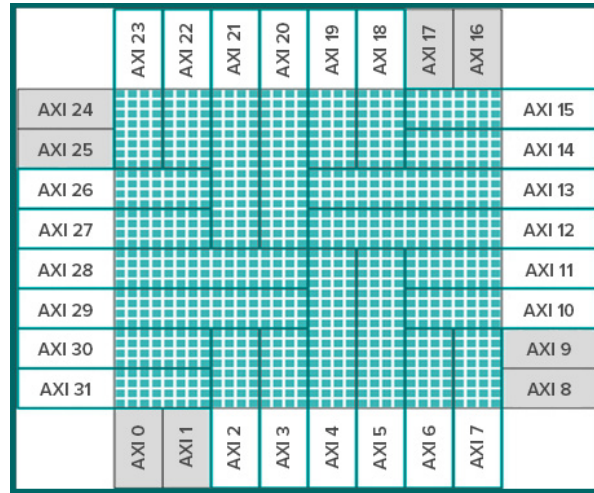 AXI 23
AXI 22
AXI 21
AXI 20
AXI 19
AXI 18
AXI 17
AXI 16
AXI 24
AXI 15
AXI 25
AXI 14
AXI 26
AXI 13
AXI 27
AXI 12
AXI 28
AXI 11
AXI 29
AXI 10
AXI 30
AXI 9
AXI 31
AXI 8
AXI 0
AXI 1
AXI 2
AXI 3
AXI 4
AXI 5
AXI 6
AXI 7